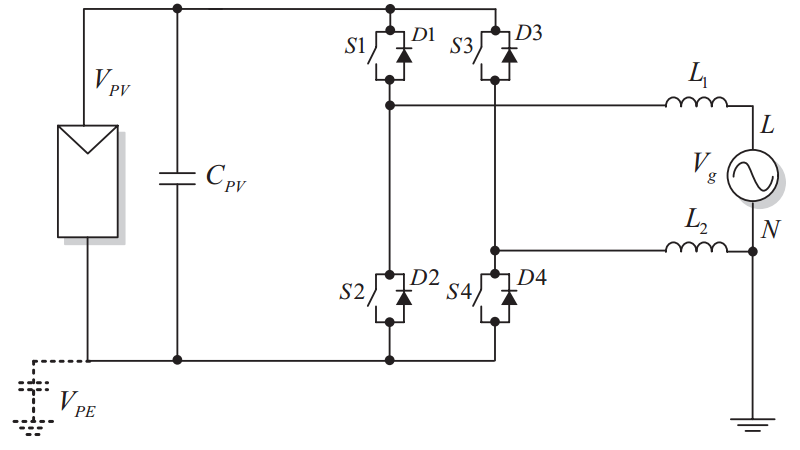 S1 D1 S3 D3
V_PV
L_1
L
C_PV
V_g
L_2 N
S2 D2 S4 D4
V_PE